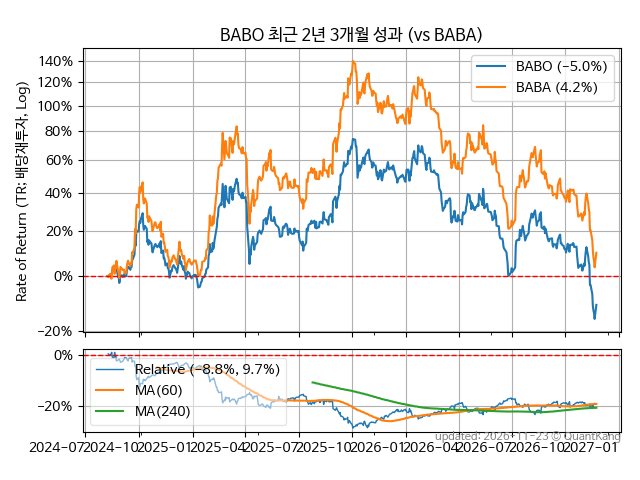 BABO 최근 2년 3개월 성과 (vs BABA)
Rate of Return (TR: 배당재투자, Log)
140%
120%
100%
80%
60%
40%
20%
0%
−20%
BABO (−5.0%)
BABA (4.2%)
0%
−20%
Relative (−8.8%, 9.7%)
MA(60)
MA(240)
updated: 2026-11-23 © QuantKang
2024−07 2024−10 2025−01 2025−04 2025−07 2025−10 2026−01 2026−04 2026−07 2026−10 2027−01